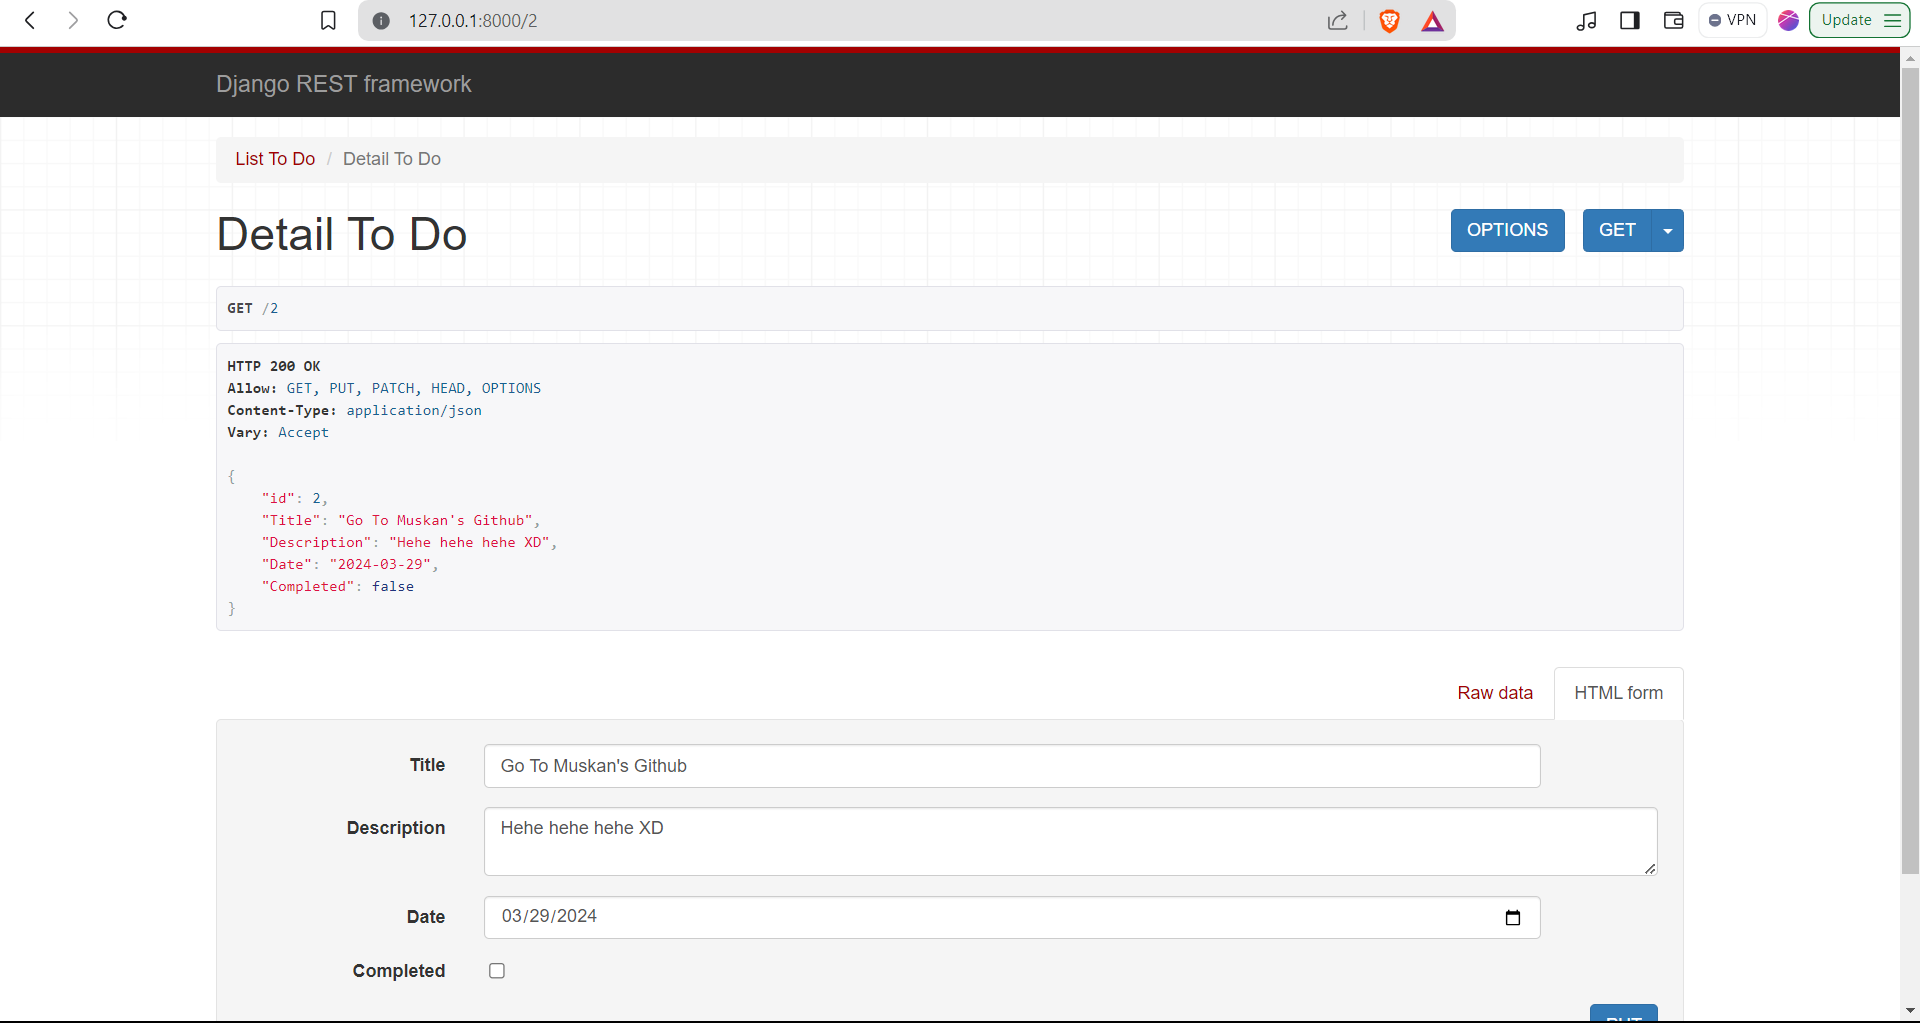 127.0.0.1:8000/2
VPN
Update
Django REST framework
List To Do / Detail To Do
Detail To Do
OPTIONS
GET
GET /2
HTTP 200 OK
Allow: GET, PUT, PATCH, HEAD, OPTIONS
Content-Type: application/json
Vary: Accept
{
"id": 2,
"Title": "Go To Muskan's Github",
"Description": "Hehe hehe hehe XD",
"Date": "2024-03-29",
"Completed": false
}
Raw data
HTML form
Title
Go To Muskan's Github
Description
Hehe hehe hehe XD
Date
03/29/2024
Completed
PUT